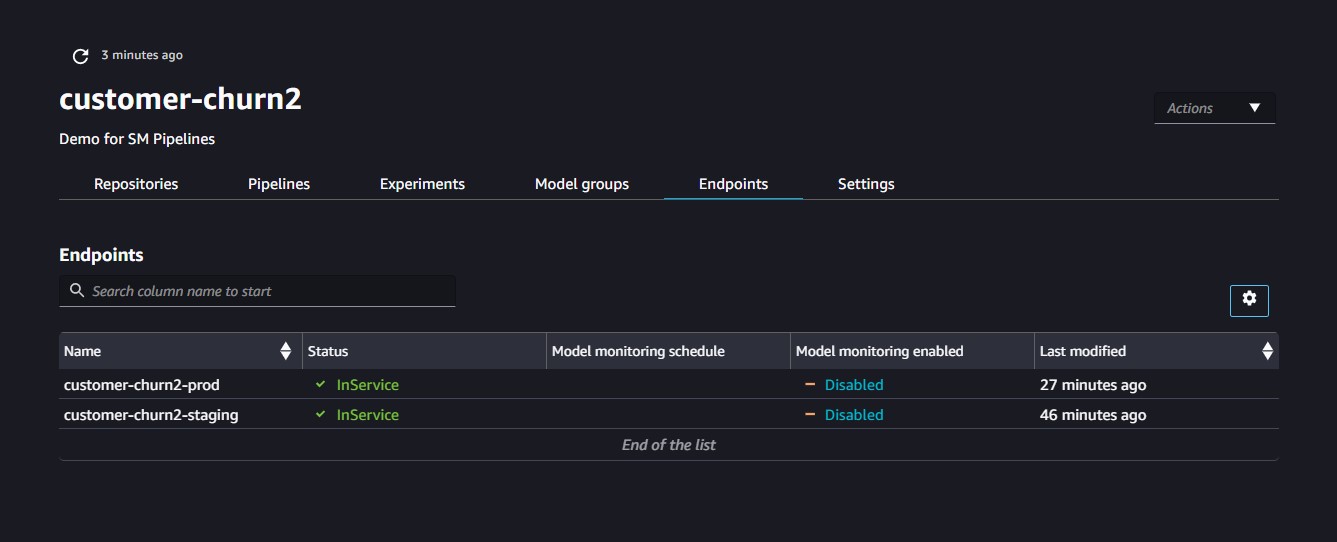 3 minutes ago
customer-churn2
Actions
Demo for SM Pipelines
Repositories Pipelines Experiments Model groups Endpoints Settings
Endpoints
Search column name to start
Name Status Model monitoring schedule Model monitoring enabled Last modified
customer-churn2-prod InService Disabled 27 minutes ago
customer-churn2-staging InService Disabled 46 minutes ago
End of the list